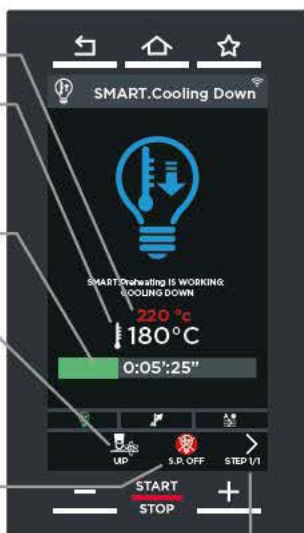 SMART.Cooling Down
SMART.Preheating IS WORKING:
COOLING DOWN
220 °c
180°C
0:05':25"
UIP
S.P. OFF
STEP 1/1
START
STOP